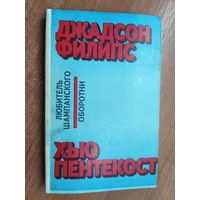 ДЖАДСОН
ФИЛИПС
ЛЮБИТЕЛЬ
ШАМПАНСКОГО
ОБОРОТНИ
ХЬЮ
ПЕНТЕКОСТ